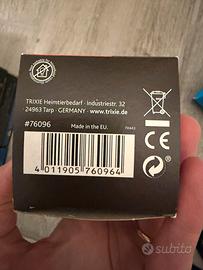 TRIXIE Heimtierbedarf · Industriestr. 32
24963 Tarp · GERMANY · www.trixie.de
#76096
Made in the EU.
4 011905 760964
CE
subito